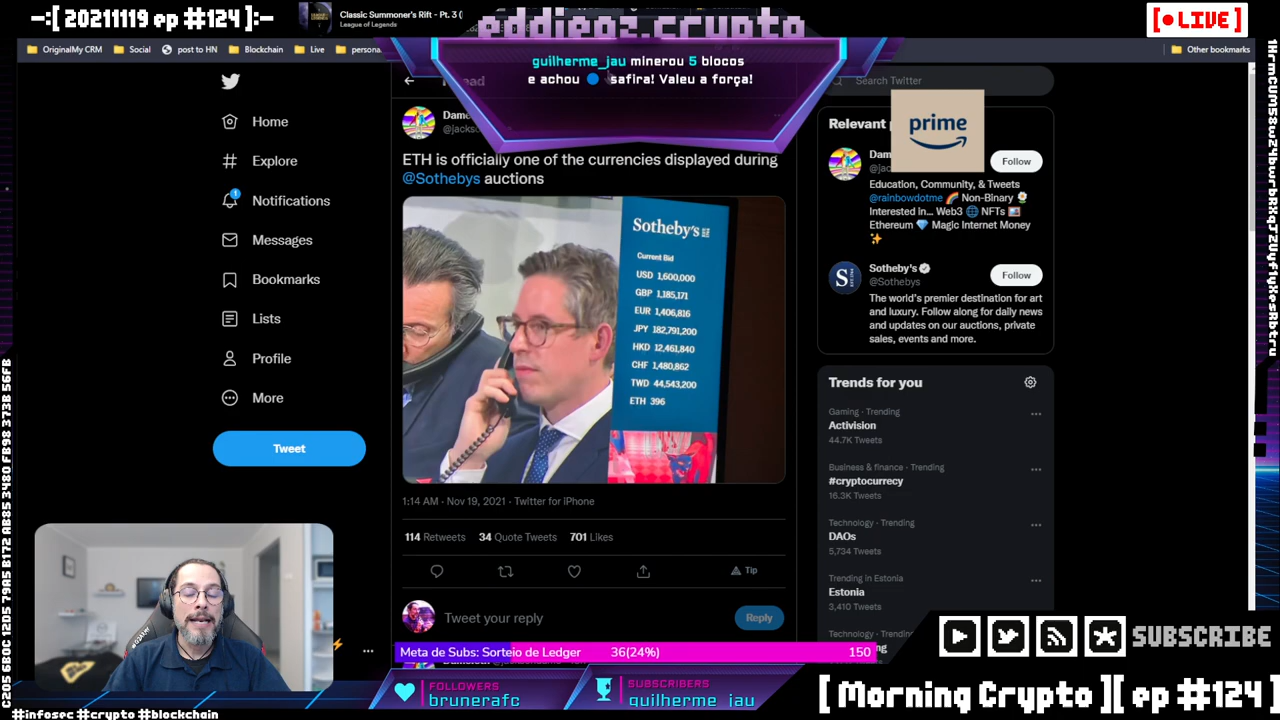 -:[ 20211119 ep #124 ]:-
Classic Summoner's Rift - Pt. 3 (
League of Legends
eddieoz.crypto
[ LIVE ]
OriginalMy CRM
Social
post to HN
Blockchain
Live
persona
Other bookmarks
guilherme_jau minerou 5 blocos
e achou safira! Valeu a força!
Search Twitter
Home
Explore
Notifications
1
Messages
Bookmarks
Lists
Profile
More
Tweet
Dame
@jackso
ETH is officially one of the currencies displayed during
@Sothebys auctions
Sotheby's
Current Bid
USD 1,600,000
GBP 1,185,171
EUR 1,406,816
JPY 182,791,200
HKD 12,461,840
CHF 1,480,862
TWD 44,543,200
ETH 396
1:14 AM · Nov 19, 2021 · Twitter for iPhone
114 Retweets 34 Quote Tweets 701 Likes
Tip
Tweet your reply
Reply
Relevant p
prime
Dam
@jac
Follow
Education, Community, & Tweets
@rainbowdotme Non-Binary
Interested in... Web3 NFTs
Ethereum Magic Internet Money
S
Sotheby's
@Sothebys
Follow
The world's premier destination for art
and luxury. Follow along for daily news
and updates on our auctions, private
sales, events and more.
Trends for you
Gaming · Trending
Activision
44.7K Tweets
Business & finance · Trending
#cryptocurrecy
16.3K Tweets
Technology · Trending
DAOs
5,734 Tweets
Trending in Estonia
Estonia
3,410 Tweets
Technology · Trending
Meta de Subs: Sorteio de Ledger 36(24%) 150
FOLLOWERS
brunerafc
SUBSCRIBERS
guilherme_jau
SUBSCRIBE
[ Morning Crypto ][ ep #124 ]
#infosec #crypto #blockchain